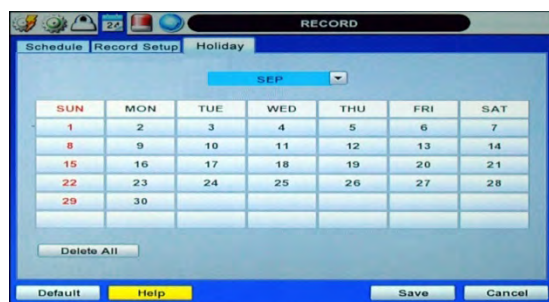 RECORD
Schedule Record Setup Holiday
SEP
SUN MON TUE WED THU FRI SAT
1 2 3 4 5 6 7
8 9 10 11 12 13 14
15 16 17 18 19 20 21
22 23 24 25 26 27 28
29 30
Delete All
Default Help Save Cancel